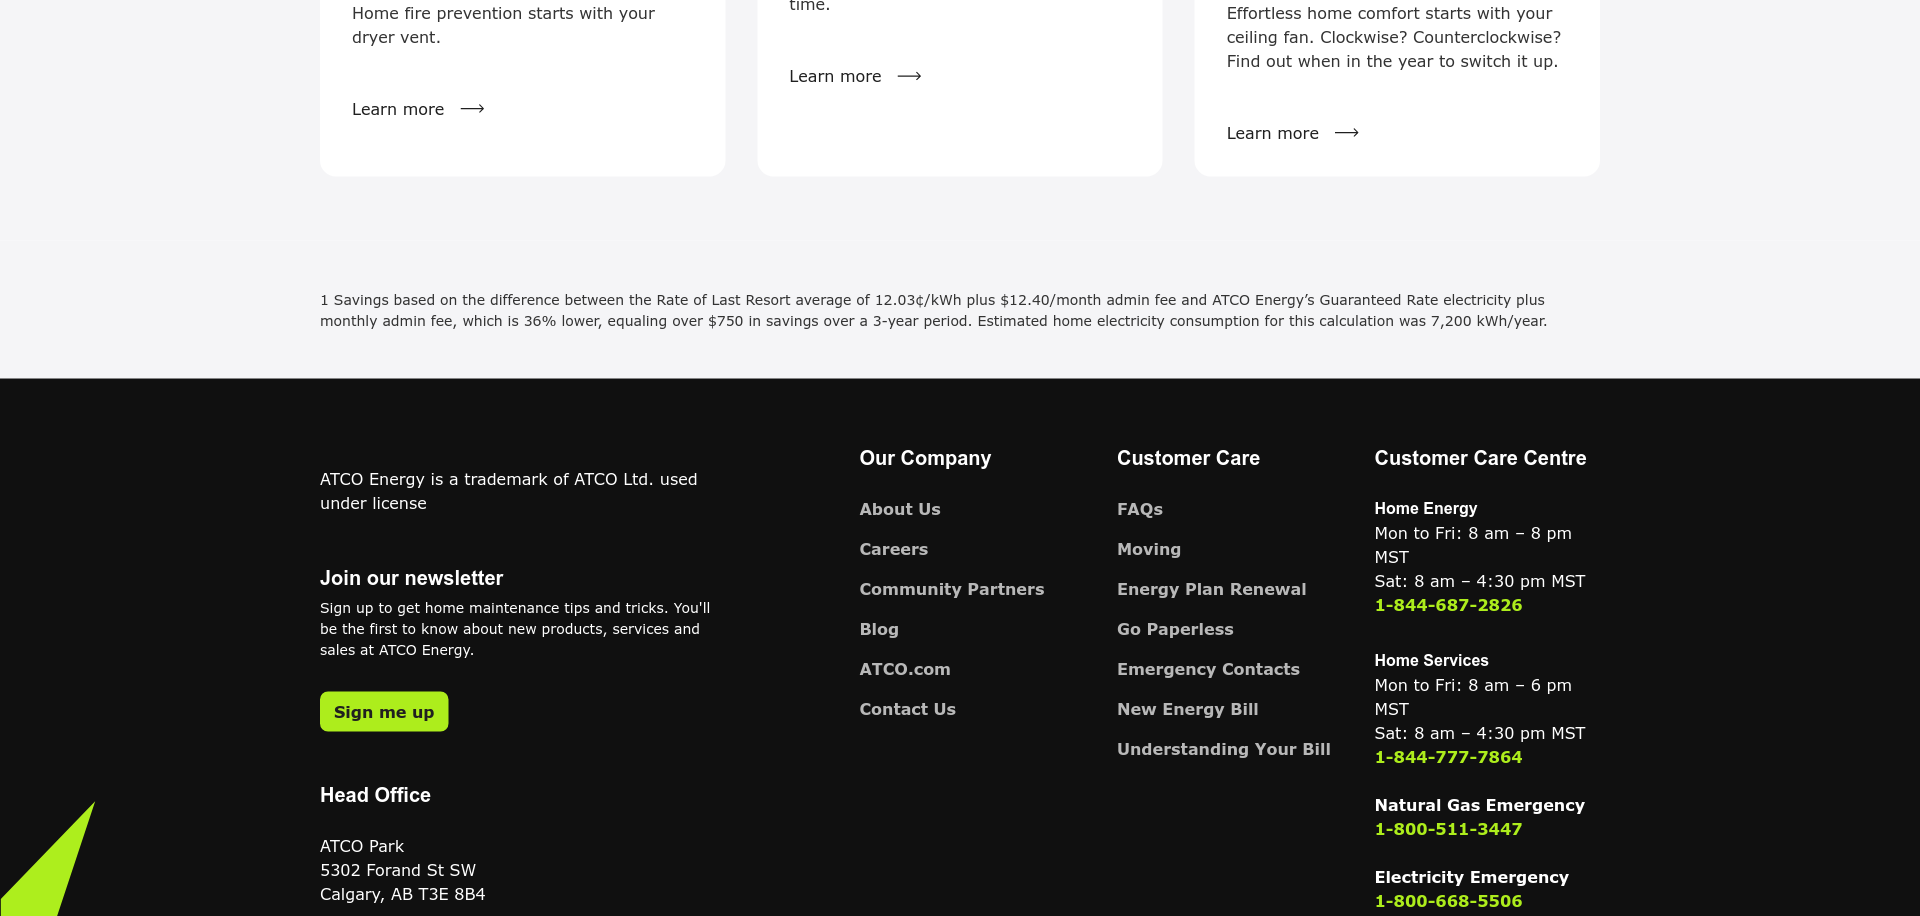 Home fire prevention starts with your
dryer vent.
Learn more
time.
Learn more
Effortless home comfort starts with your
ceiling fan. Clockwise? Counterclockwise?
Find out when in the year to switch it up.
Learn more
1 Savings based on the difference between the Rate of Last Resort average of 12.03¢/kWh plus $12.40/month admin fee and ATCO Energy’s Guaranteed Rate electricity plus
monthly admin fee, which is 36% lower, equaling over $750 in savings over a 3-year period. Estimated home electricity consumption for this calculation was 7,200 kWh/year.
ATCO Energy is a trademark of ATCO Ltd. used
under license
Join our newsletter
Sign up to get home maintenance tips and tricks. You'll
be the first to know about new products, services and
sales at ATCO Energy.
Sign me up
Head Office
ATCO Park
5302 Forand St SW
Calgary, AB T3E 8B4
Our Company
About Us
Careers
Community Partners
Blog
ATCO.com
Contact Us
Customer Care
FAQs
Moving
Energy Plan Renewal
Go Paperless
Emergency Contacts
New Energy Bill
Understanding Your Bill
Customer Care Centre
Home Energy
Mon to Fri: 8 am – 8 pm
MST
Sat: 8 am – 4:30 pm MST
1-844-687-2826
Home Services
Mon to Fri: 8 am – 6 pm
MST
Sat: 8 am – 4:30 pm MST
1-844-777-7864
Natural Gas Emergency
1-800-511-3447
Electricity Emergency
1-800-668-5506